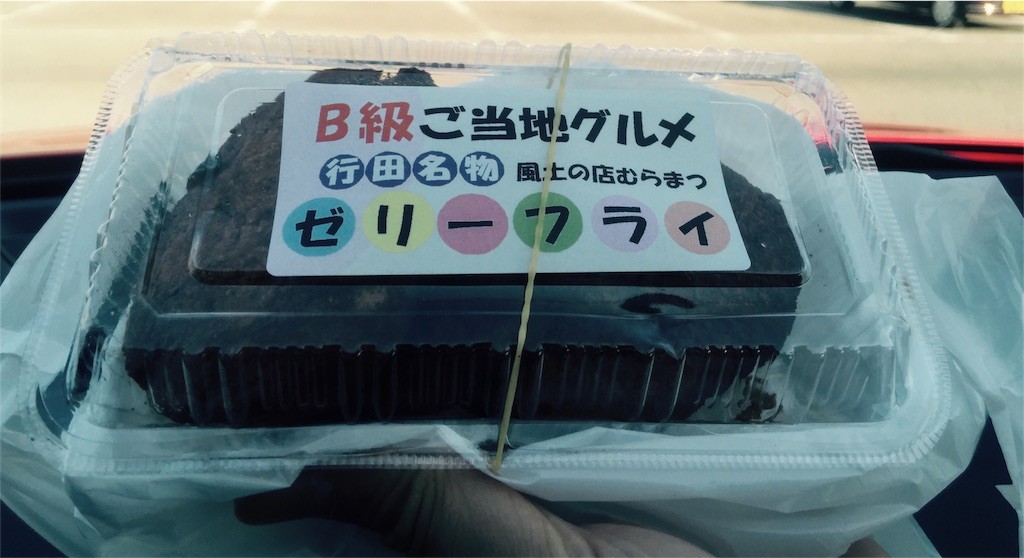 B級ご当地グルメ
行田名物 風土の店むらまつ
ゼリーフライ